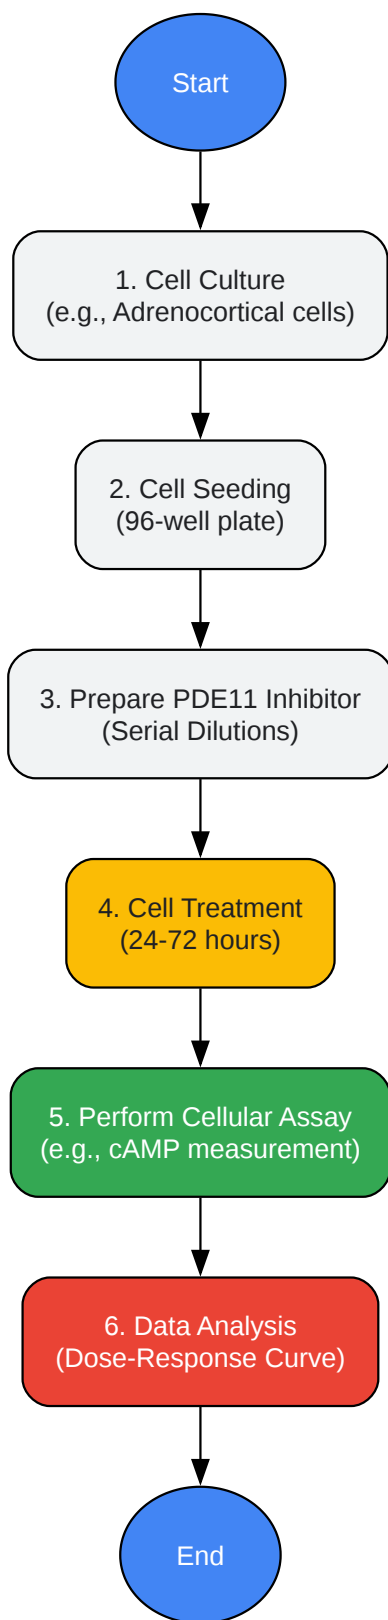 Start
1. Cell Culture
(e.g., Adrenocortical cells)
2. Cell Seeding
(96-well plate)
3. Prepare PDE11 Inhibitor
(Serial Dilutions)
4. Cell Treatment
(24-72 hours)
5. Perform Cellular Assay
(e.g., cAMP measurement)
6. Data Analysis
(Dose-Response Curve)
End